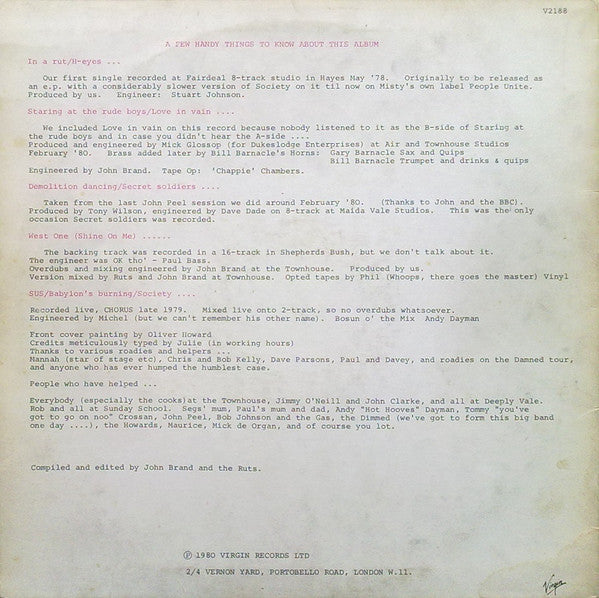 V2188
A FEW HANDY THINGS TO KNOW ABOUT THIS ALBUM
In a rut/H-eyes ...
Our first single recorded at Fairdeal 8-track studio in Hayes May '78. Originally to be released as
an e.p. with a considerably slower version of Society on it til now on Misty's own label People Unite.
Produced by us. Engineer: Stuart Johnson.
Staring at the rude boys/Love in vain ....
We included Love in vain on this record because nobody listened to it as the B-side of Staring at
the rude boys and in case you didn't hear the A-side ....
Produced and engineered by Mick Glossop (for Dukeslodge Enterprises) at Air and Townhouse Studios
February '80. Brass added later by Bill Barnacle's Horns: Gary Barnacle Sax and Quips
Bill Barnacle Trumpet and drinks & quips
Engineered by John Brand. Tape Op: 'Chappie' Chambers.
Demolition dancing/Secret soldiers ....
Taken from the last John Peel session we did around February '80. (Thanks to John and the BBC).
Produced by Tony Wilson, engineered by Dave Dade on 8-track at Maida Vale Studios. This was the only
occasion Secret soldiers was recorded.
West One (Shine On Me) ......
The backing track was recorded in a 16-track in Shepherds Bush, but we don't talk about it.
The engineer was OK tho' - Paul Bass.
Overdubs and mixing engineered by John Brand at the Townhouse. Produced by us.
Version mixed by Ruts and John Brand at Townhouse. Opted tapes by Phil (Whoops, there goes the master) Vinyl
SUS/Babylon's burning/Society ....
Recorded live, CHORUS late 1979. Mixed live onto 2-track, so no overdubs whatsoever.
Engineered by Michel (but we can't remember his other name). Bosun o' the Mix Andy Dayman
Front cover painting by Oliver Howard
Credits meticulously typed by Julie (in working hours)
Thanks to various roadies and helpers ...
Mannah (star of stage etc), Chris and Bob Kelly, Dave Parsons, Paul and Davey, and roadies on the Damned tour,
and anyone who has ever humped the humblest case.
People who have helped ...
Everybody (especially the cooks)at the Townhouse, Jimmy O'Neill and John Clarke, and all at Deeply Vale.
Rob and all at Sunday School. Segs' mum, Paul's mum and dad, Andy "Hot Hooves" Dayman, Tommy "you've
got to go on noo" Crossan, John Peel, Bob Johnson and the Gas, the Dimmed (we've got to form this big band
one day ....), the Howards, Maurice, Mick de Organ, and of course you lot.
Compiled and edited by John Brand and the Ruts.
℗ 1980 VIRGIN RECORDS LTD
2/4 VERNON YARD, PORTOBELLO ROAD, LONDON W.11.
Virgin